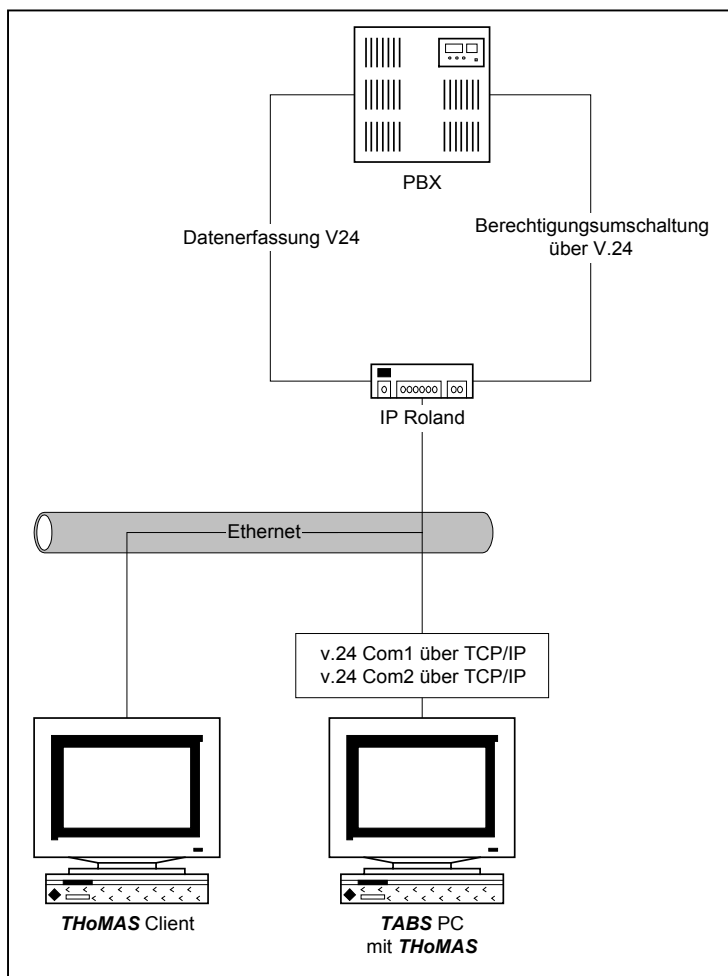 PBX
Datenerfassung V24
Berechtigungsumschaltung
über V.24
IP Roland
Ethernet
v.24 Com1 über TCP/IP
v.24 Com2 über TCP/IP
THoMAS Client
TABS PC
mit THoMAS